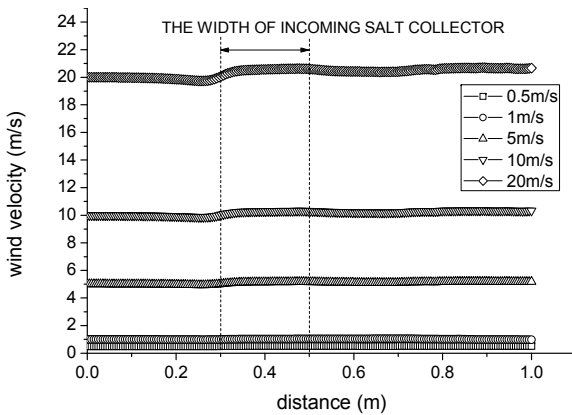 24
22
20
18
16
14
12
10
8
6
4
2
0
wind velocity (m/s)
THE WIDTH OF INCOMING SALT COLLECTOR
0.5m/s
1m/s
5m/s
10m/s
20m/s
0.0 0.2 0.4 0.6 0.8 1.0
distance (m)